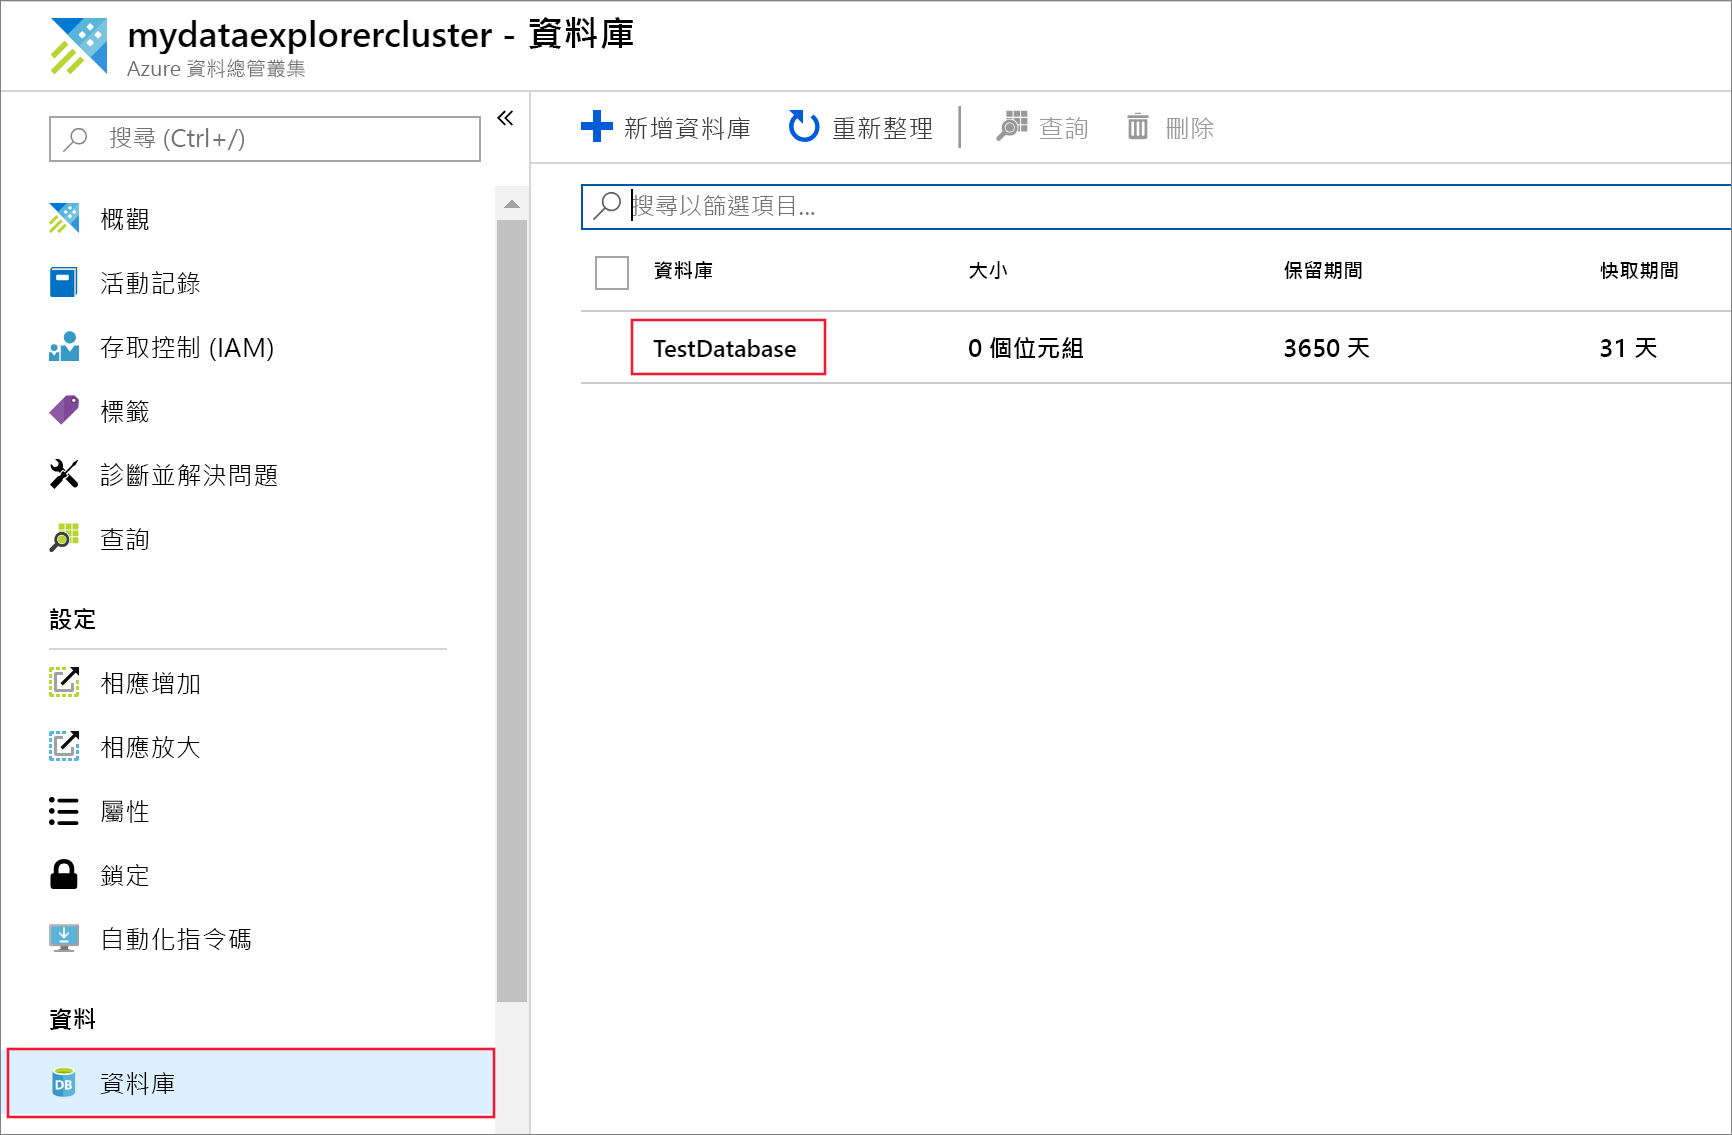 mydataexplorercluster - 資料庫
Azure 資料總管叢集
搜尋 (Ctrl+/)
«
概觀
活動記錄
存取控制 (IAM)
標籤
診斷並解決問題
查詢
設定
相應增加
相應放大
屬性
鎖定
自動化指令碼
資料
DB 資料庫
新增資料庫 重新整理 查詢 刪除
搜尋以篩選項目...
資料庫 大小 保留期間 快取期間
TestDatabase 0 個位元組 3650 天 31 天